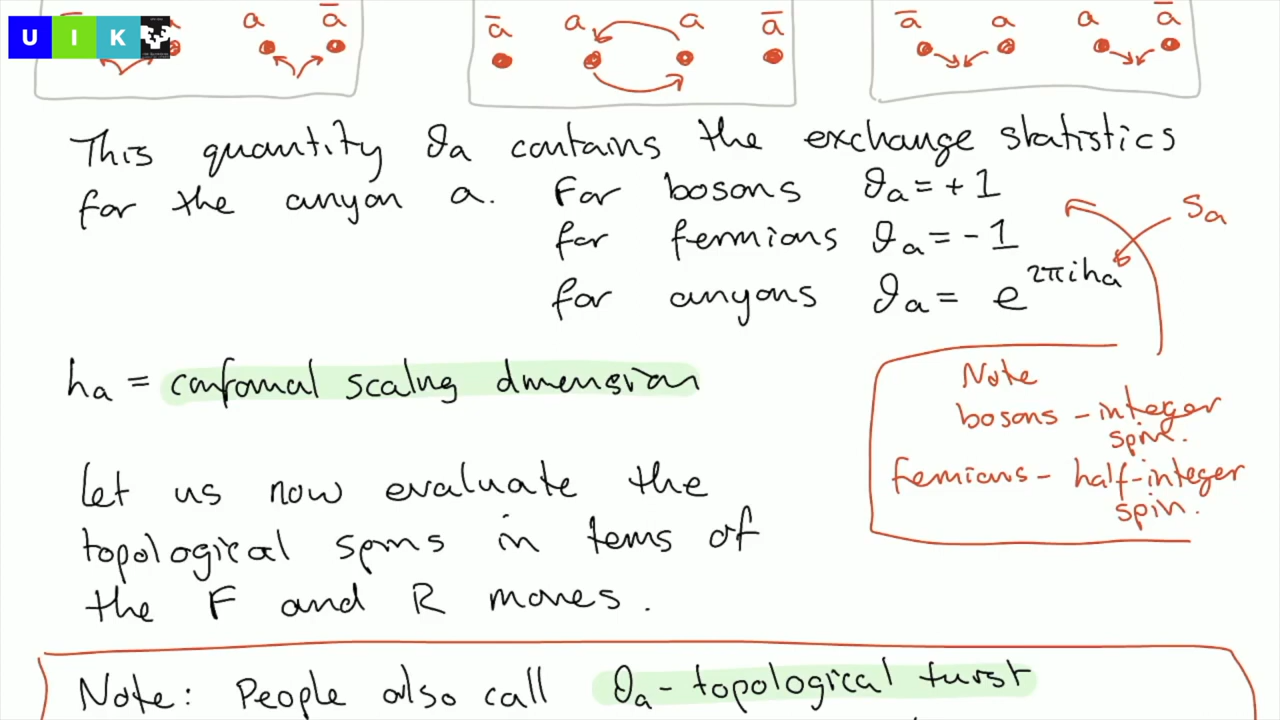 U I K
a̅ a a a̅
a̅ a a a̅
a̅ a a a̅
This quantity ϑa contains the exchange statistics
for the anyon a. For bosons ϑa = +1
for fermions ϑa = -1
for anyons ϑa = e^2πiha
Sa
ha = conformal scaling dimension
Note
bosons - integer
spin.
fermions - half-integer
spin.
Let us now evaluate the
topological spins in terms of
the F and R moves.
Note: People also call ϑa - topological twist